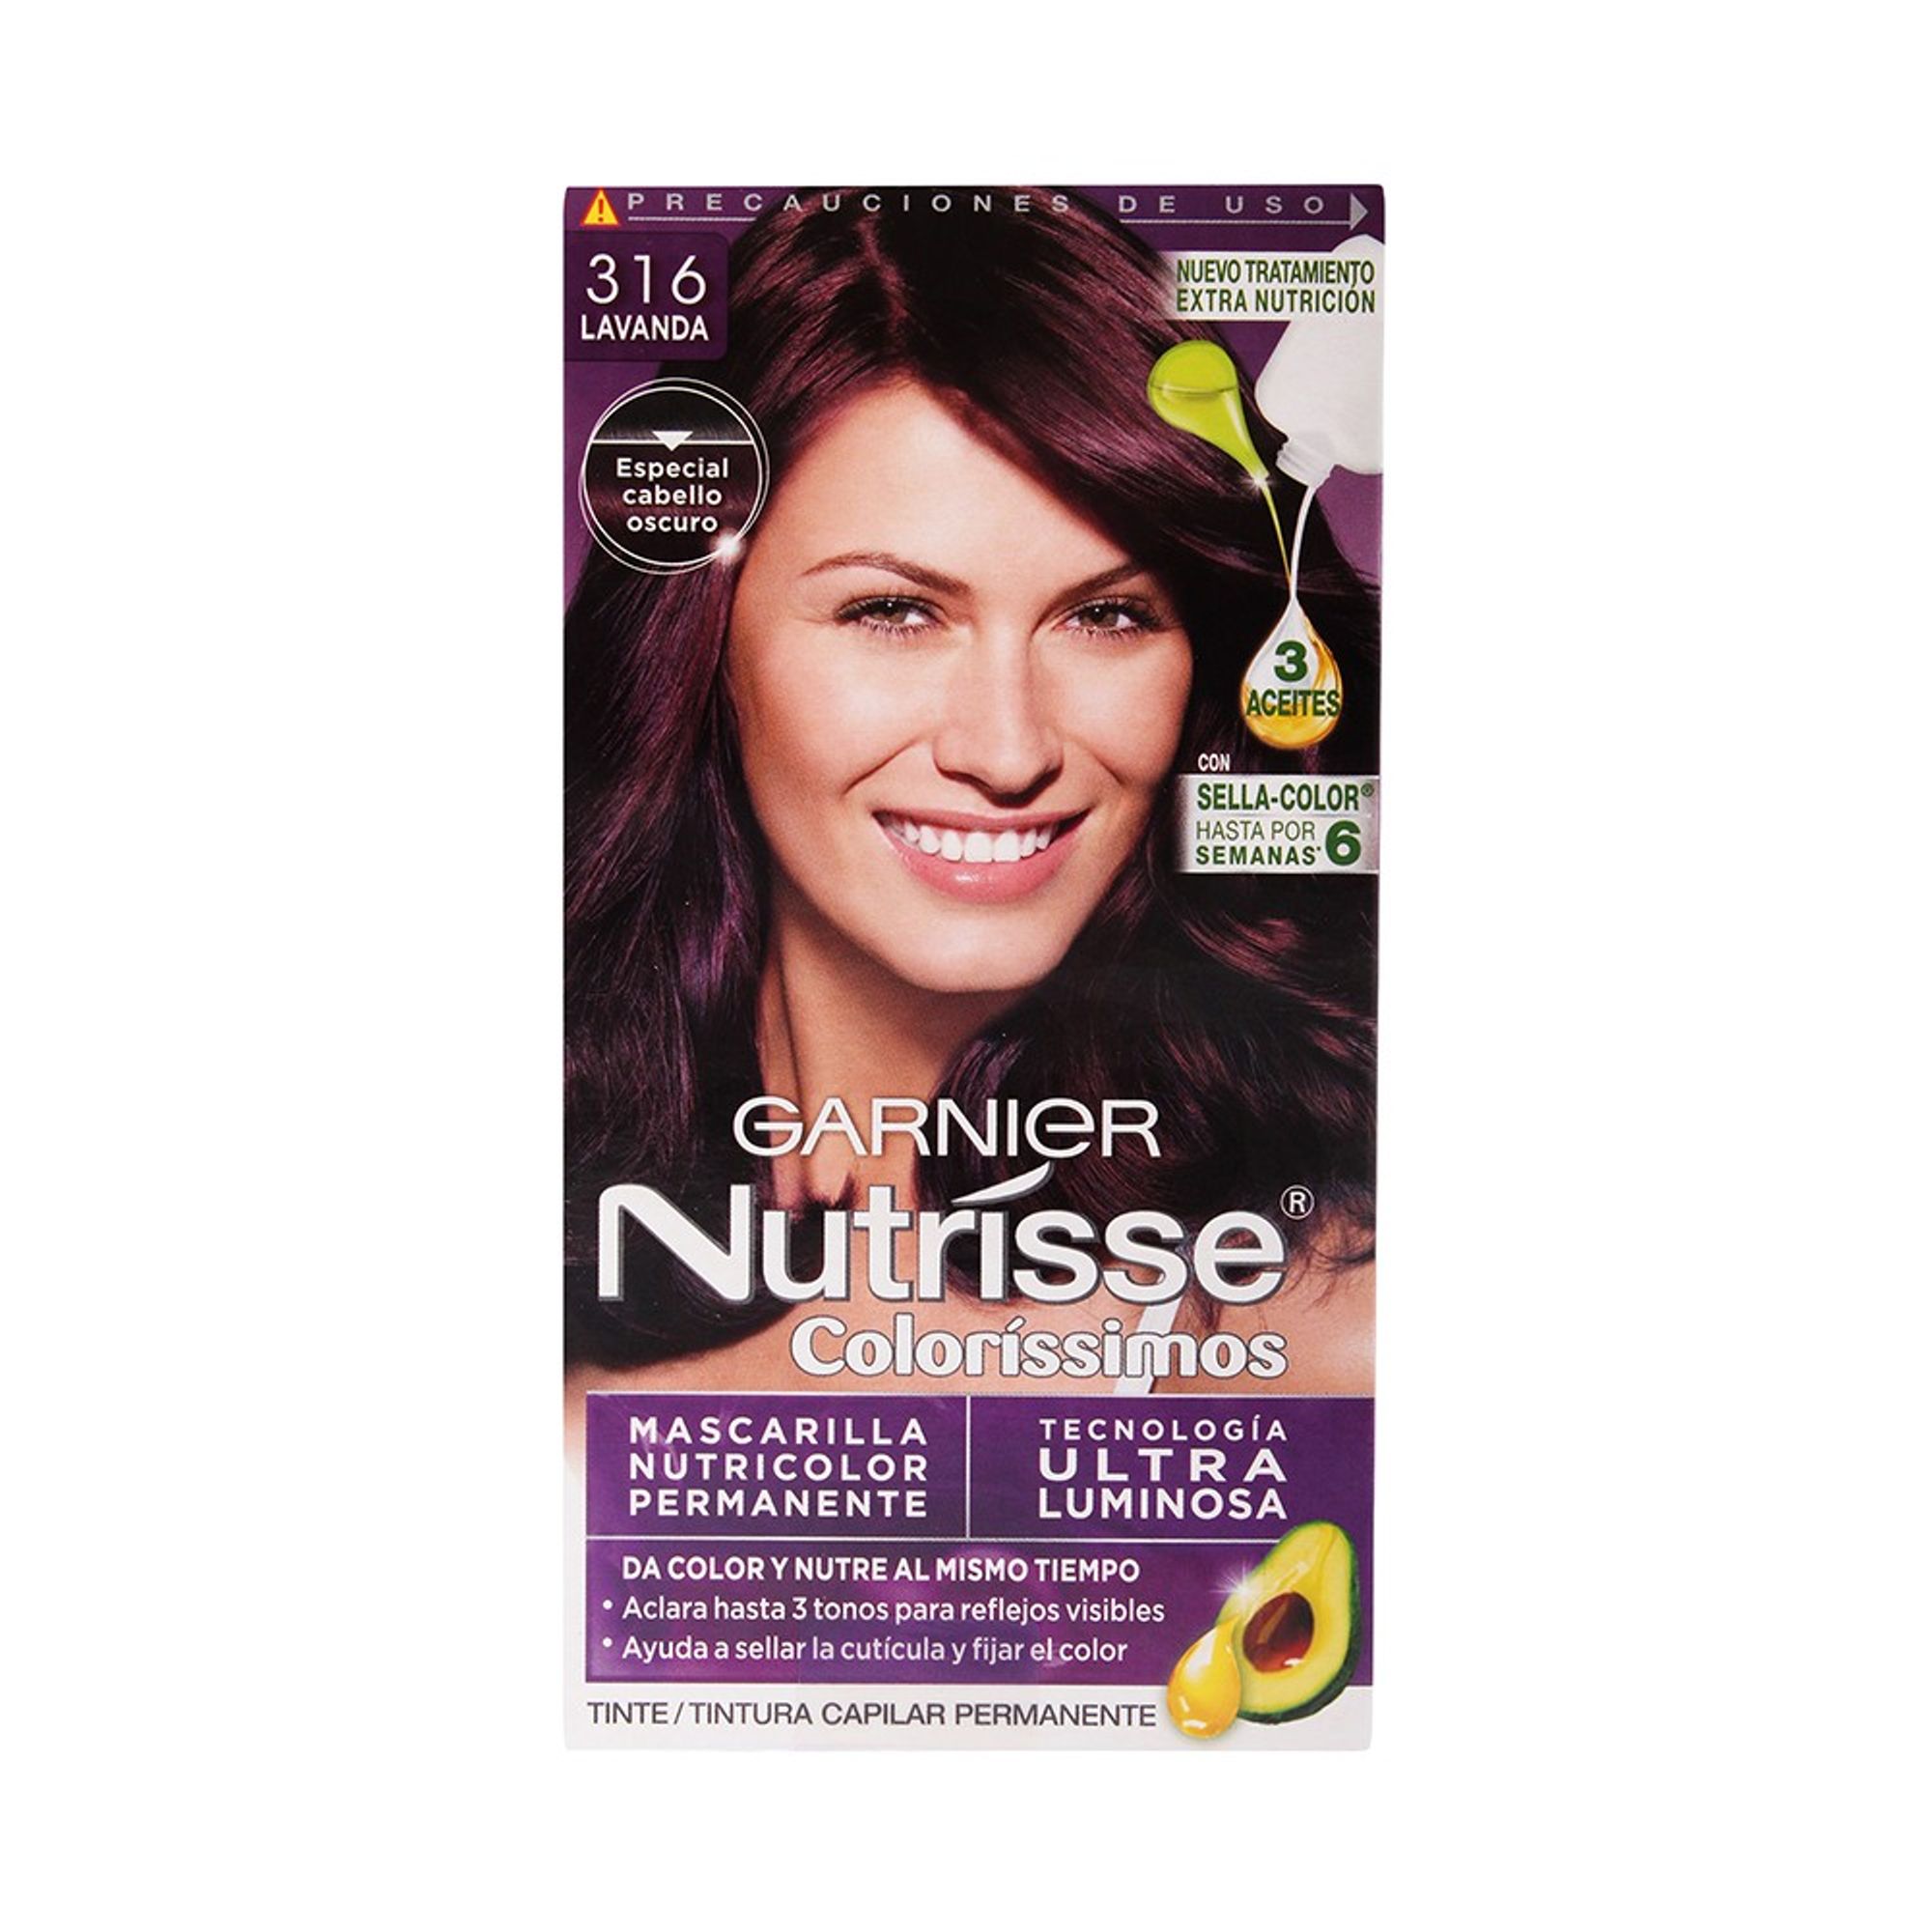 PRECAUCIONES DE USO
316
LAVANDA
Especial
cabello
oscuro
NUEVO TRATAMIENTO
EXTRA NUTRICIÓN
3
ACEITES
CON
SELLA-COLOR®
HASTA POR 6
SEMANAS*
GARNIER
Nutrisse®
Coloríssimos
MASCARILLA
NUTRICOLOR
PERMANENTE
TECNOLOGÍA
ULTRA
LUMINOSA
DA COLOR Y NUTRE AL MISMO TIEMPO
• Aclara hasta 3 tonos para reflejos visibles
• Ayuda a sellar la cutícula y fijar el color
TINTE / TINTURA CAPILAR PERMANENTE